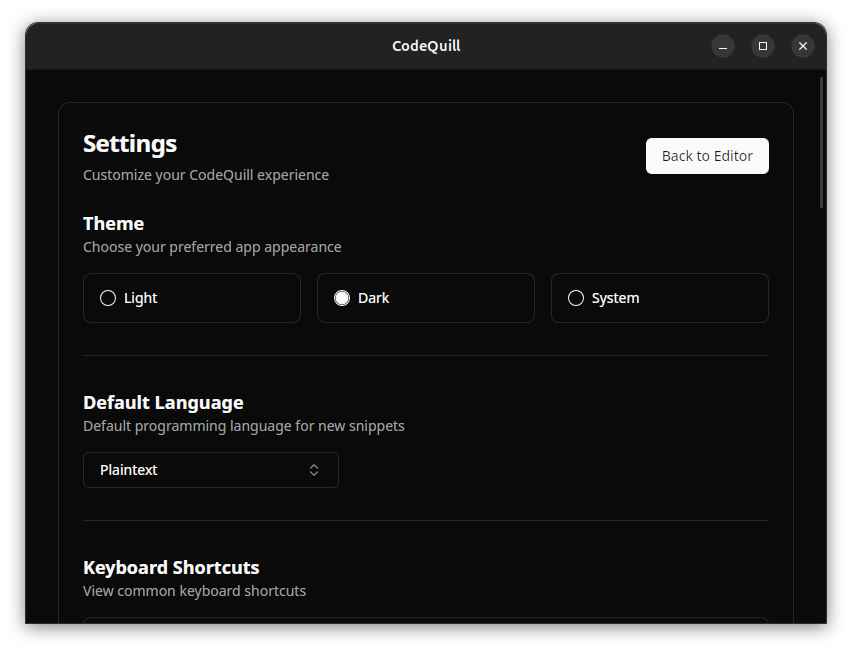 CodeQuill
Settings
Customize your CodeQuill experience
Back to Editor
Theme
Choose your preferred app appearance
Light
Dark
System
Default Language
Default programming language for new snippets
Plaintext
Keyboard Shortcuts
View common keyboard shortcuts